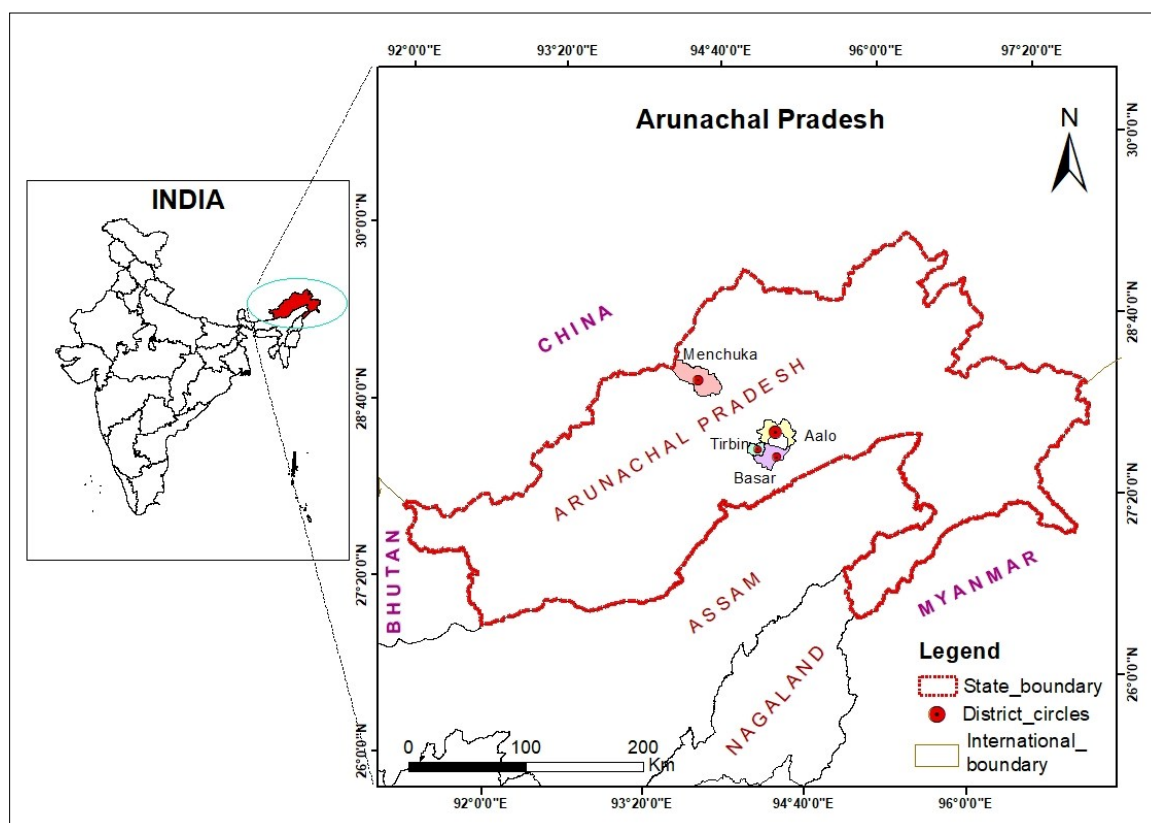 92°0'0"E 93°20'0"E 94°40'0"E 96°0'0"E 97°20'0"E
Arunachal Pradesh
N
INDIA
30°0'0"N
30°0'0"N
28°40'0"N
28°40'0"N
27°20'0"N
27°20'0"N
26°0'0"N
26°0'0"N
CHINA
Menchuka
ARUNACHAL PRADESH
Tirbin
Aalo
Basar
BHUTAN
ASSAM
MYANMAR
NAGALAND
Legend
State_boundary
District_circles
International_
boundary
0 100 200
Km
92°0'0"E 93°20'0"E 94°40'0"E 96°0'0"E